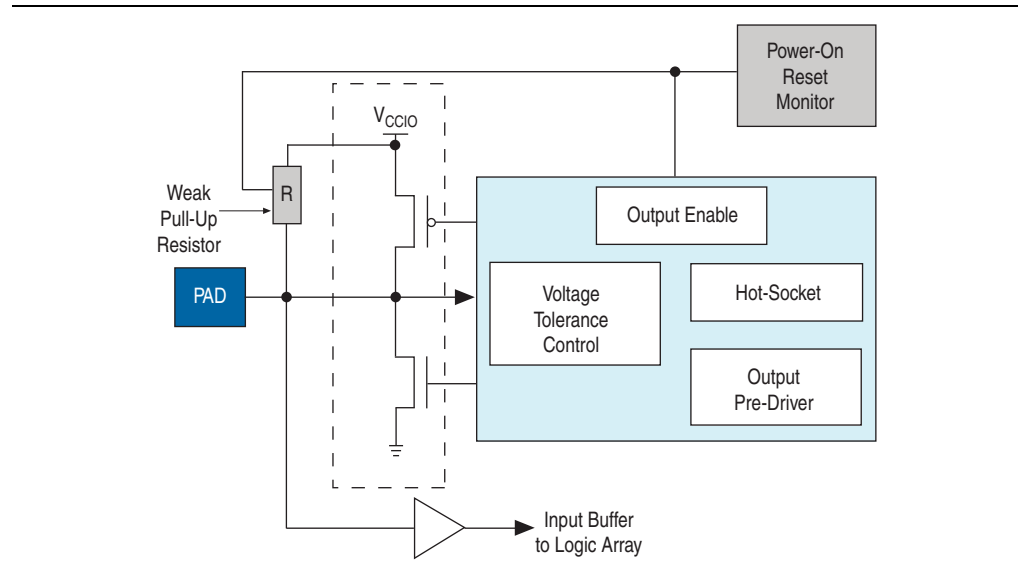 Power-On
Reset
Monitor
V_CCIO
R
Weak
Pull-Up
Resistor
Output Enable
PAD
Voltage
Tolerance
Control
Hot-Socket
Output
Pre-Driver
Input Buffer
to Logic Array